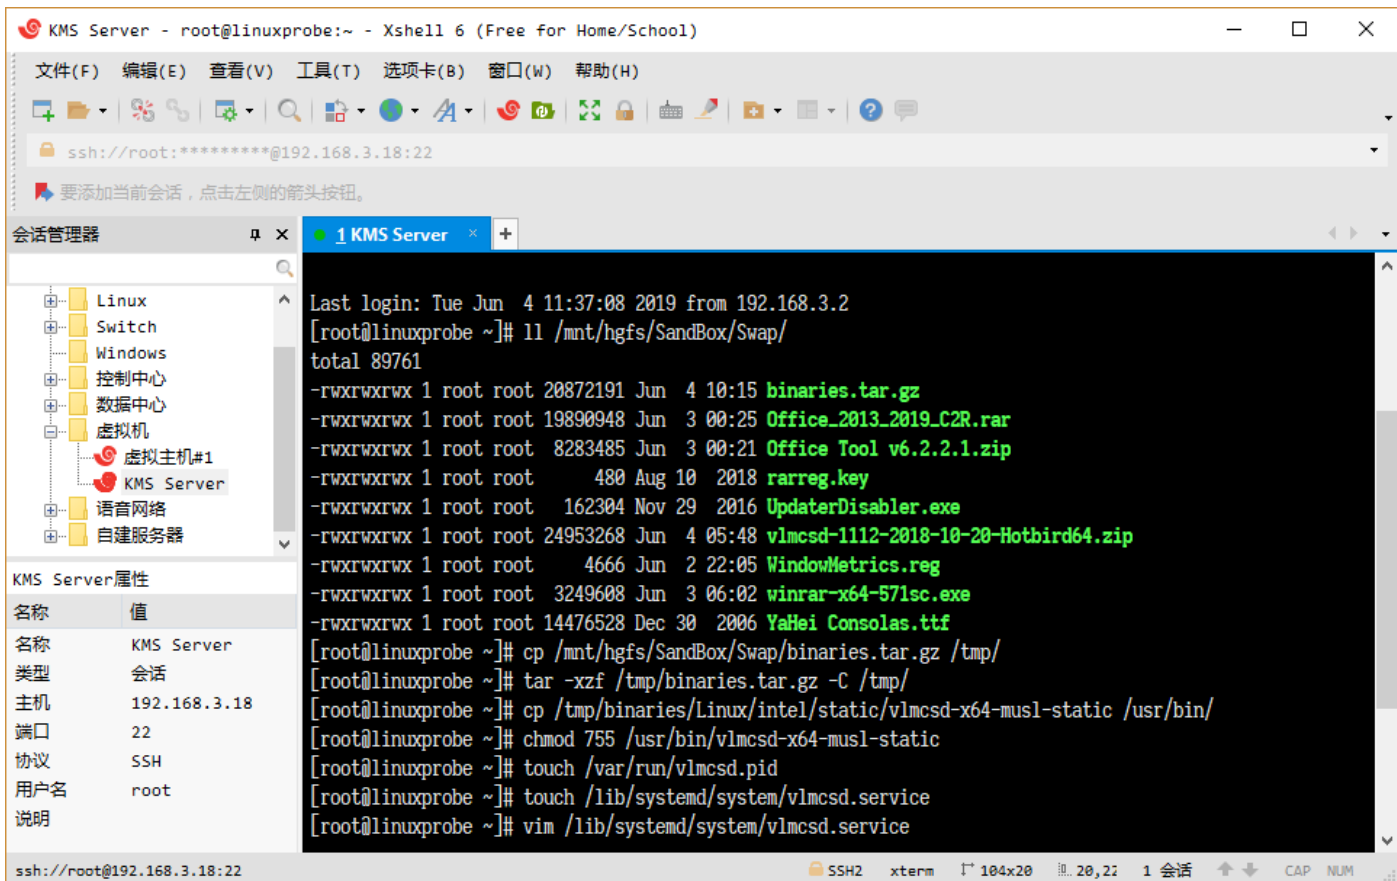 KMS Server - root@linuxprobe:~ - Xshell 6 (Free for Home/School)
文件(F) 编辑(E) 查看(V) 工具(T) 选项卡(B) 窗口(W) 帮助(H)
ssh://root:*********@192.168.3.18:22
要添加当前会话，点击左侧的箭头按钮。
会话管理器
Linux
Switch
Windows
控制中心
数据中心
虚拟机
虚拟主机#1
KMS Server
语音网络
自建服务器
KMS Server属性
名称 值
名称 KMS Server
类型 会话
主机 192.168.3.18
端口 22
协议 SSH
用户名 root
说明
1 KMS Server × +
Last login: Tue Jun  4 11:37:08 2019 from 192.168.3.2
[root@linuxprobe ~]# ll /mnt/hgfs/SandBox/Swap/
total 89761
-rwxrwxrwx 1 root root 20872191 Jun  4 10:15 binaries.tar.gz
-rwxrwxrwx 1 root root 19890948 Jun  3 00:25 Office_2013_2019_C2R.rar
-rwxrwxrwx 1 root root  8283485 Jun  3 00:21 Office Tool v6.2.2.1.zip
-rwxrwxrwx 1 root root      480 Aug 10  2018 rarreg.key
-rwxrwxrwx 1 root root   162304 Nov 29  2016 UpdaterDisabler.exe
-rwxrwxrwx 1 root root 24953268 Jun  4 05:48 vlmcsd-1112-2018-10-20-Hotbird64.zip
-rwxrwxrwx 1 root root     4666 Jun  2 22:05 WindowMetrics.reg
-rwxrwxrwx 1 root root  3249608 Jun  3 06:02 winrar-x64-571sc.exe
-rwxrwxrwx 1 root root 14476528 Dec 30  2006 YaHei Consolas.ttf
[root@linuxprobe ~]# cp /mnt/hgfs/SandBox/Swap/binaries.tar.gz /tmp/
[root@linuxprobe ~]# tar -xzf /tmp/binaries.tar.gz -C /tmp/
[root@linuxprobe ~]# cp /tmp/binaries/Linux/intel/static/vlmcsd-x64-musl-static /usr/bin/
[root@linuxprobe ~]# chmod 755 /usr/bin/vlmcsd-x64-musl-static
[root@linuxprobe ~]# touch /var/run/vlmcsd.pid
[root@linuxprobe ~]# touch /lib/systemd/system/vlmcsd.service
[root@linuxprobe ~]# vim /lib/systemd/system/vlmcsd.service
ssh://root@192.168.3.18:22 SSH2 xterm 104x20 20,22 1 会话 CAP NUM